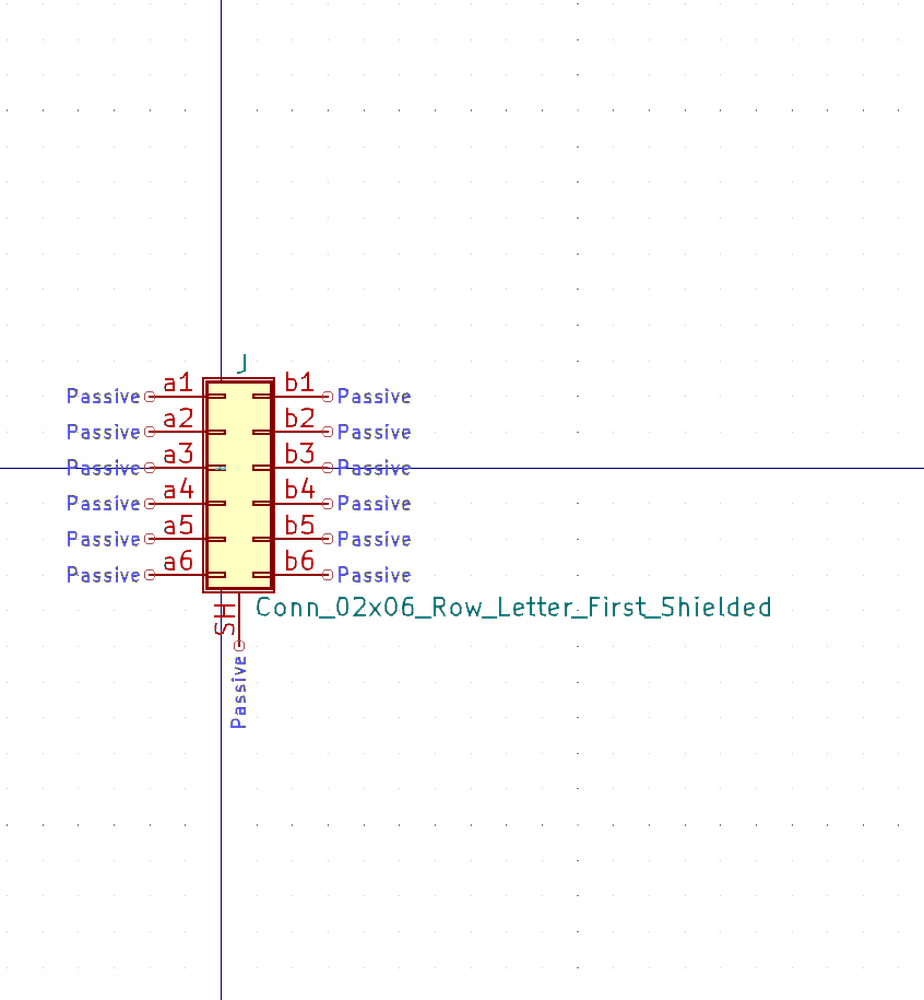 J
Passive a1 b1 Passive
Passive a2 b2 Passive
Passive a3 b3 Passive
Passive a4 b4 Passive
Passive a5 b5 Passive
Passive a6 b6 Passive
SH Conn_02x06_Row_Letter_First_Shielded
Passive